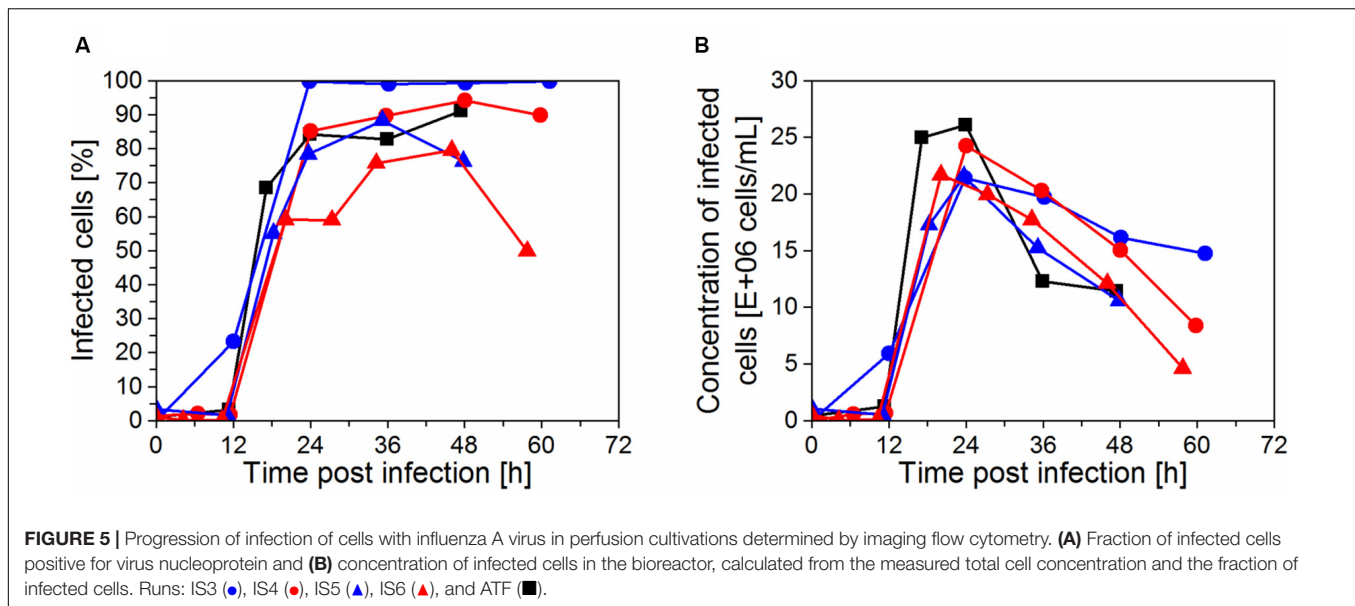 A
100
90
80
70
60
50
40
30
20
10
0
Infected cells [%]
0 12 24 36 48 60 72
Time post infection [h]
B
30
25
20
15
10
5
0
Concentration of infected
cells [E+06 cells/mL]
0 12 24 36 48 60 72
Time post infection [h]
FIGURE 5 | Progression of infection of cells with influenza A virus in perfusion cultivations determined by imaging flow cytometry. (A) Fraction of infected cells
positive for virus nucleoprotein and (B) concentration of infected cells in the bioreactor, calculated from the measured total cell concentration and the fraction of
infected cells. Runs: IS3 (●), IS4 (●), IS5 (▲), IS6 (▲), and ATF (■).